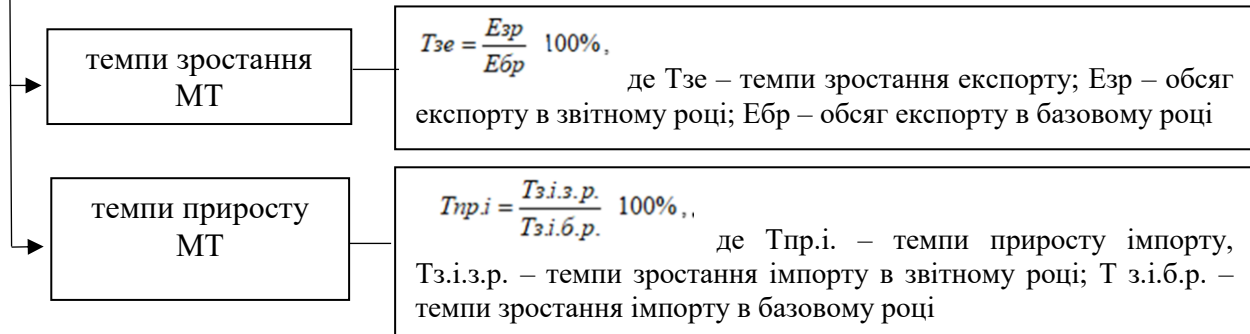 темпи зростання
МТ
Тзе = Езр / Ебр 100%,
де Тзе – темпи зростання експорту; Езр – обсяг
експорту в звітному році; Ебр – обсяг експорту в базовому році
темпи приросту
МТ
Тпр.і = Тз.і.з.р. / Тз.і.б.р. 100%,.
де Тпр.і. – темпи приросту імпорту,
Тз.і.з.р. – темпи зростання імпорту в звітному році; Т з.і.б.р. –
темпи зростання імпорту в базовому році